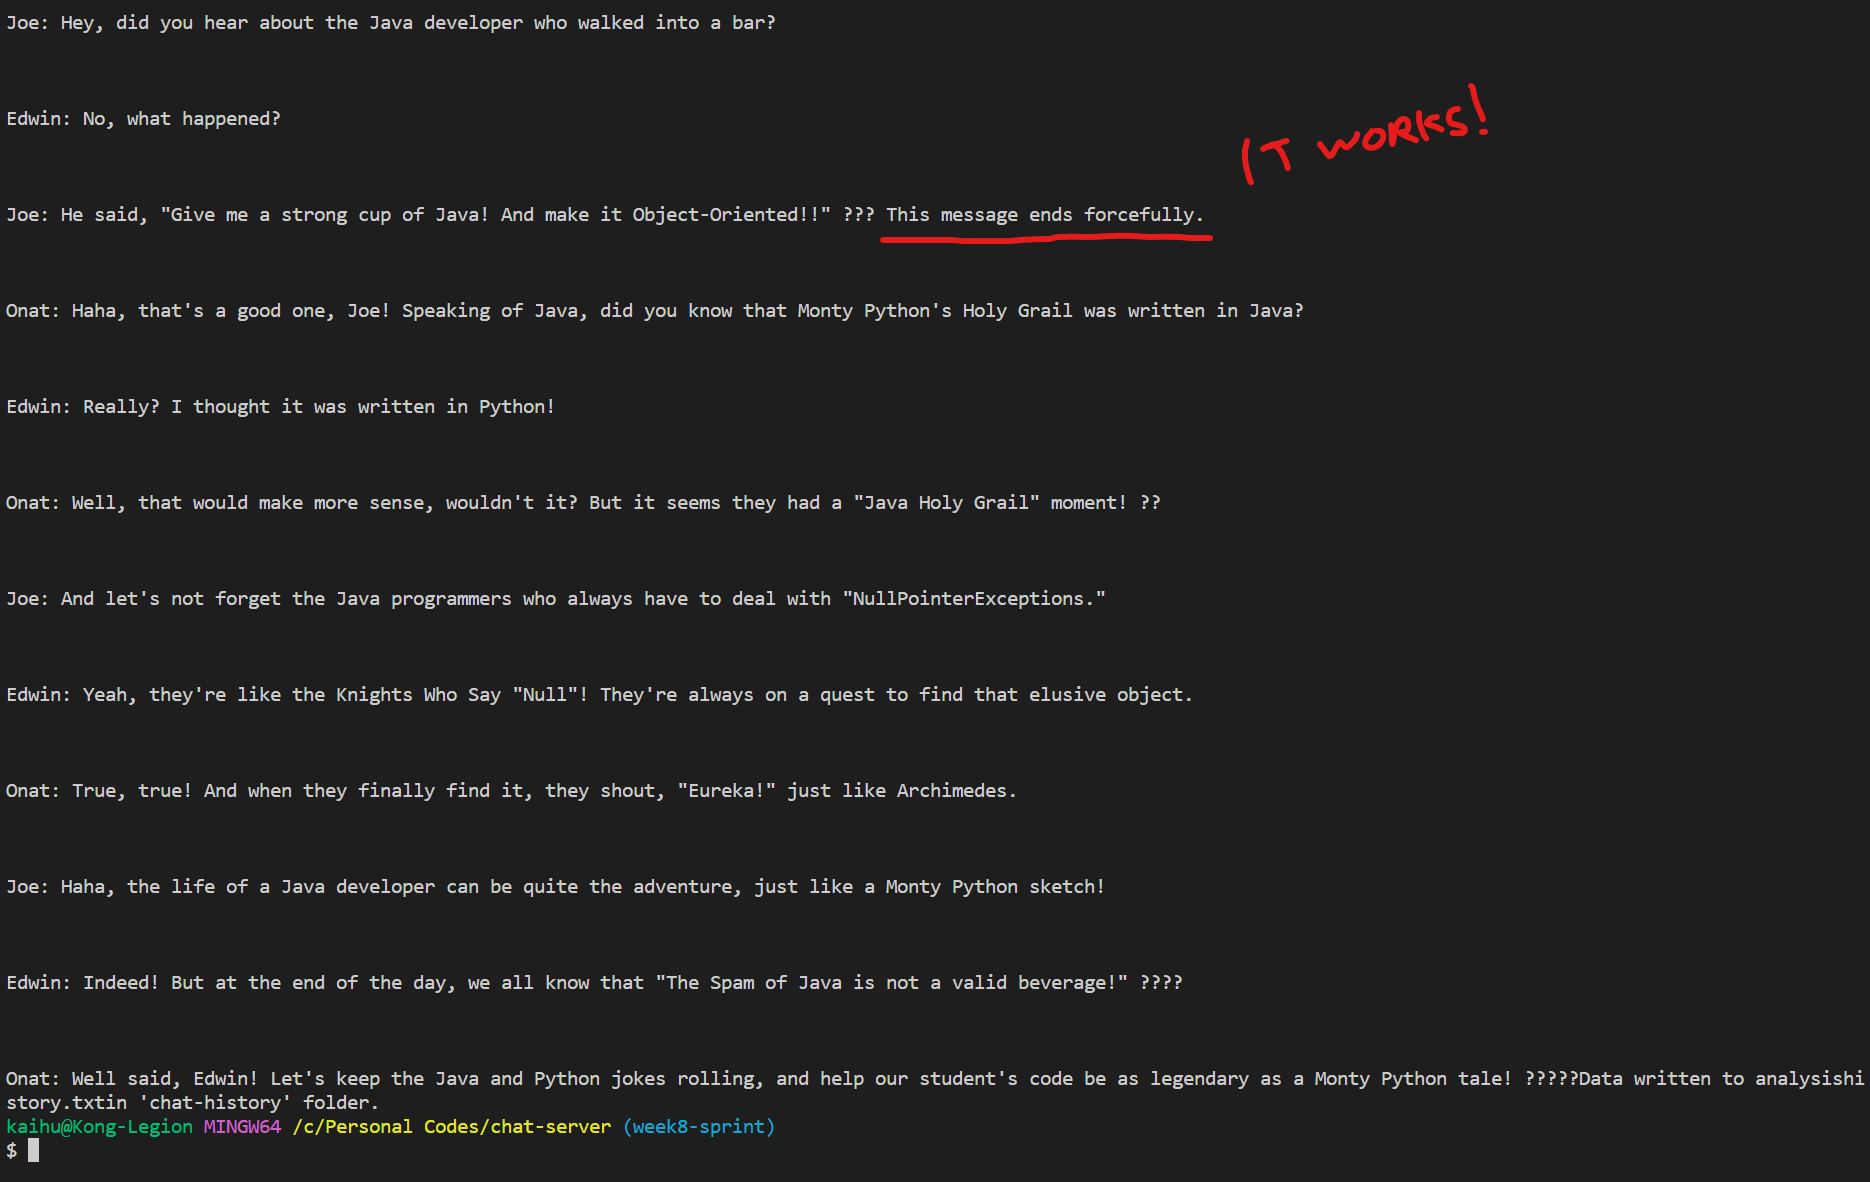 Joe: Hey, did you hear about the Java developer who walked into a bar?
Edwin: No, what happened?
IT WORKS!
Joe: He said, "Give me a strong cup of Java! And make it Object-Oriented!!" ??? This message ends forcefully.
Onat: Haha, that's a good one, Joe! Speaking of Java, did you know that Monty Python's Holy Grail was written in Java?
Edwin: Really? I thought it was written in Python!
Onat: Well, that would make more sense, wouldn't it? But it seems they had a "Java Holy Grail" moment! ??
Joe: And let's not forget the Java programmers who always have to deal with "NullPointerExceptions."
Edwin: Yeah, they're like the Knights Who Say "Null"! They're always on a quest to find that elusive object.
Onat: True, true! And when they finally find it, they shout, "Eureka!" just like Archimedes.
Joe: Haha, the life of a Java developer can be quite the adventure, just like a Monty Python sketch!
Edwin: Indeed! But at the end of the day, we all know that "The Spam of Java is not a valid beverage!" ????
Onat: Well said, Edwin! Let's keep the Java and Python jokes rolling, and help our student's code be as legendary as a Monty Python tale! ?????Data written to analysishi
story.txtin 'chat-history' folder.
kaihu@Kong-Legion MINGW64 /c/Personal Codes/chat-server (week8-sprint)
$